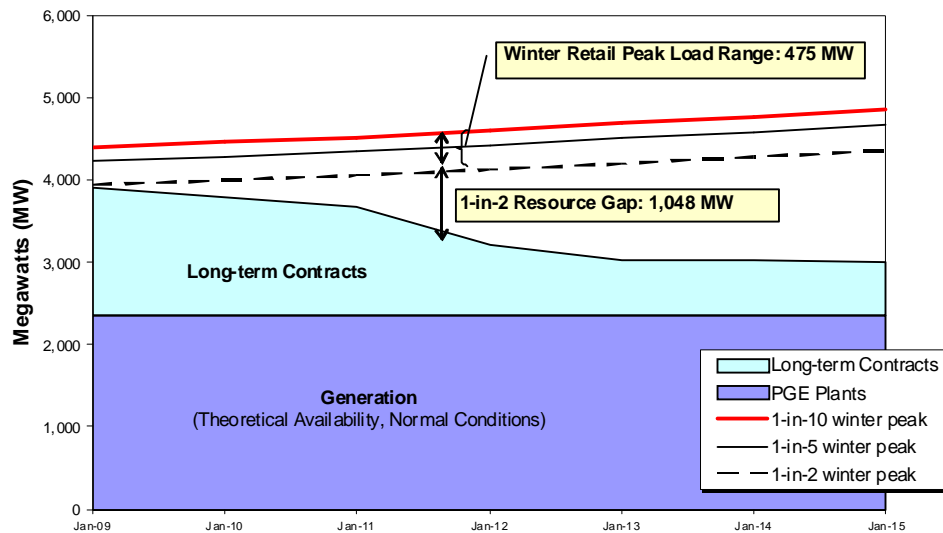 6,000
5,000
4,000
3,000
2,000
1,000
0
Megawatts (MW)
Winter Retail Peak Load Range: 475 MW
1-in-2 Resource Gap: 1,048 MW
Long-term Contracts
Generation
(Theoretical Availability, Normal Conditions)
Long-term Contracts
PGE Plants
1-in-10 winter peak
1-in-5 winter peak
1-in-2 winter peak
Jan-09 Jan-10 Jan-11 Jan-12 Jan-13 Jan-14 Jan-15